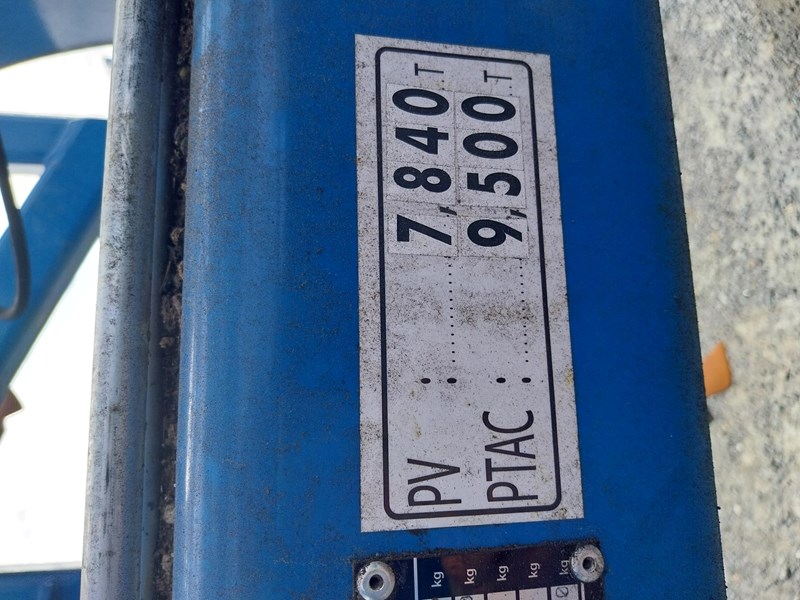 PV : ........ 7,840 T
PTAC : ........ 9,500 T
kg
kg
kg
kg
kg